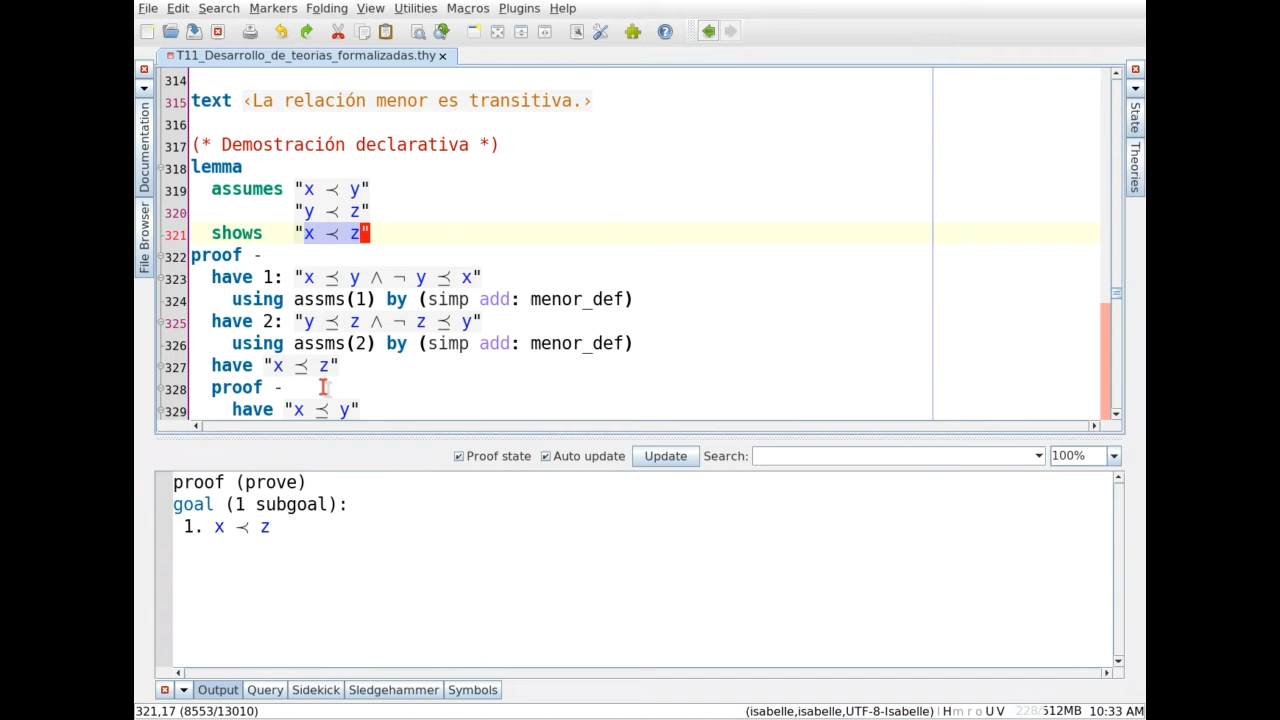 File Edit Search Markers Folding View Utilities Macros Plugins Help
T11_Desarrollo_de_teorias_formalizadas.thy
314
315 text ‹La relación menor es transitiva.›
316
317 (* Demostración declarativa *)
318 lemma
319 assumes "x ≺ y"
320 "y ≺ z"
321 shows "x ≺ z"
322 proof -
323 have 1: "x ⪯ y ∧ ¬ y ⪯ x"
324 using assms(1) by (simp add: menor_def)
325 have 2: "y ⪯ z ∧ ¬ z ⪯ y"
326 using assms(2) by (simp add: menor_def)
327 have "x ⪯ z"
328 proof -
329 have "x ⪯ y"
Documentation
File Browser
State
Theories
Proof state Auto update Update Search: 100%
proof (prove)
goal (1 subgoal):
1. x ≺ z
Output Query Sidekick Sledgehammer Symbols
321,17 (8553/13010) (isabelle,isabelle,UTF-8-Isabelle) H m r o U V 228/512MB 10:33 AM